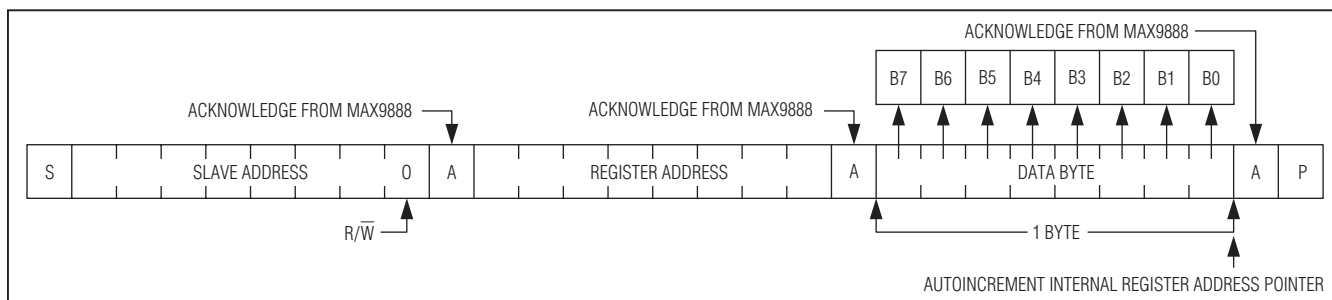 ACKNOWLEDGE FROM MAX9888
B7 B6 B5 B4 B3 B2 B1 B0
ACKNOWLEDGE FROM MAX9888 ACKNOWLEDGE FROM MAX9888
S SLAVE ADDRESS 0 A REGISTER ADDRESS A DATA BYTE A P
R/W̅ 1 BYTE
AUTOINCREMENT INTERNAL REGISTER ADDRESS POINTER